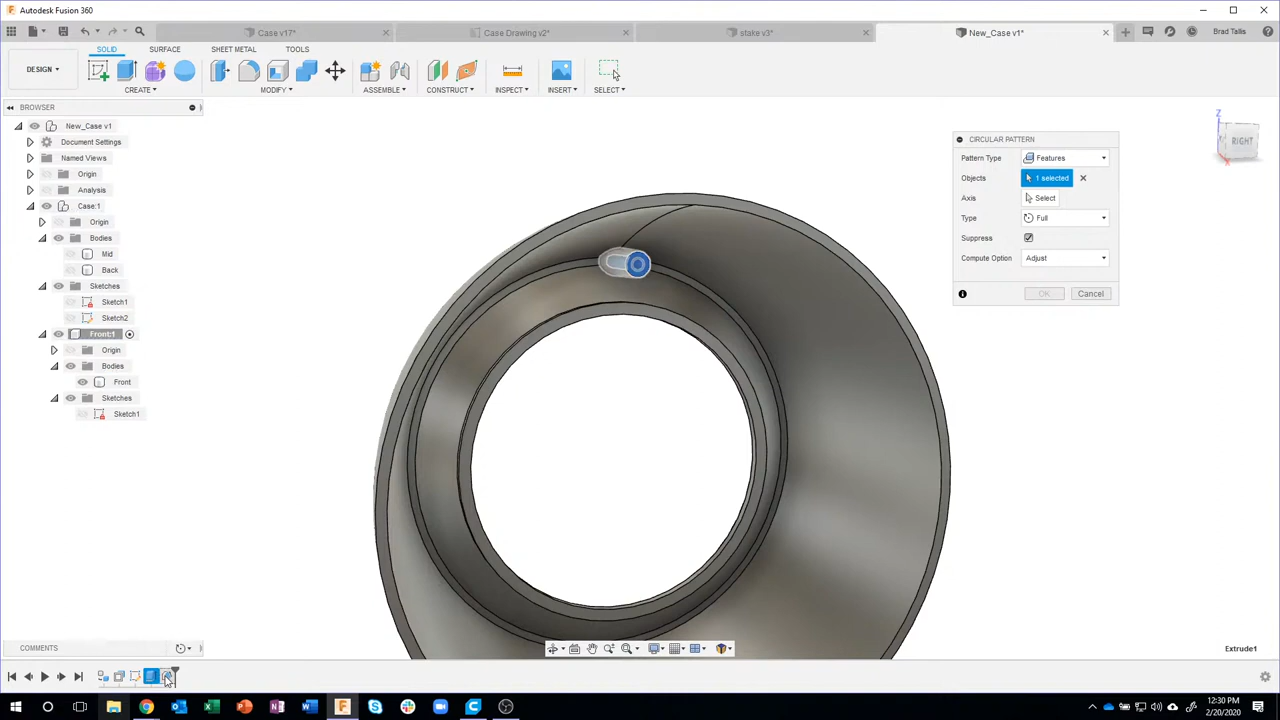 Autodesk Fusion 360
Case v17*
Case Drawing v2*
stake v3*
New_Case v1*
Brad Tallis
SOLID
SURFACE
SHEET METAL
TOOLS
DESIGN
CREATE
MODIFY
ASSEMBLE
CONSTRUCT
INSPECT
INSERT
SELECT
BROWSER
New_Case v1
Document Settings
Named Views
Origin
Analysis
Case:1
Origin
Bodies
Mid
Back
Sketches
Sketch1
Sketch2
Front:1
Origin
Bodies
Front
Sketches
Sketch1
CIRCULAR PATTERN
Pattern Type Features
Objects 1 selected
Axis Select
Type Full
Suppress
Compute Option Adjust
OK Cancel
Z
RIGHT
COMMENTS
Extrude1
12:30 PM
2/20/2020